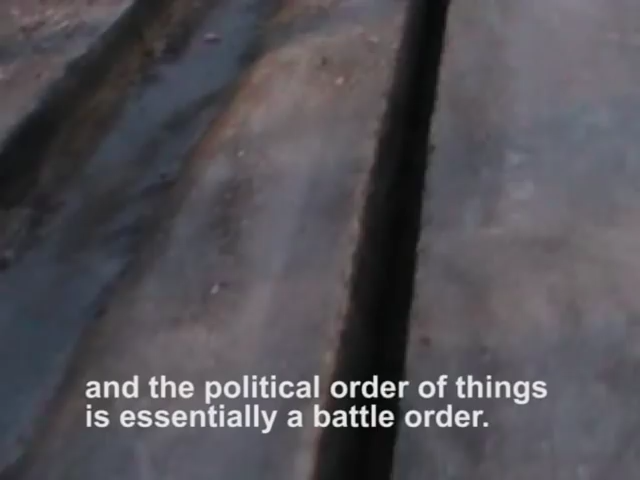 and the political order of things
is essentially a battle order.